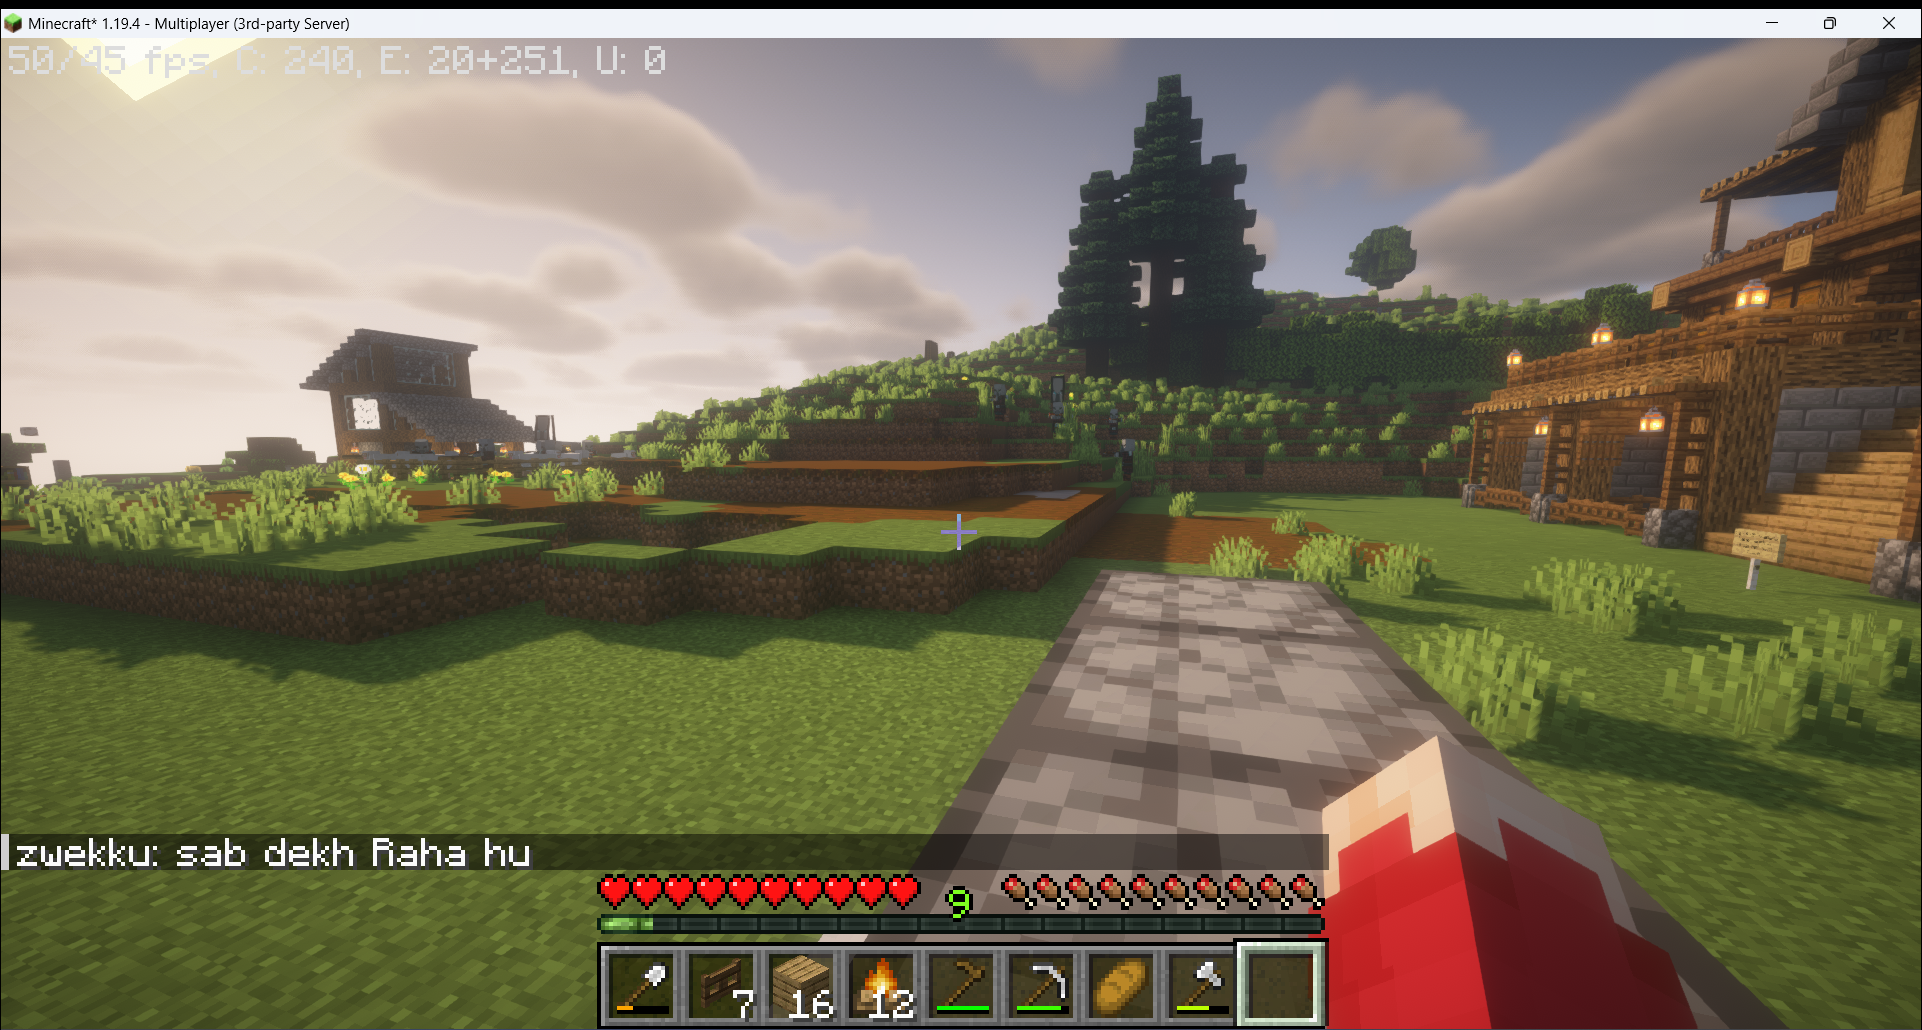 Minecraft* 1.19.4 - Multiplayer (3rd-party Server)
50/45 fps, C: 240, E: 20+251, U: 0
zwekku: sab dekh Raha hu
9
7
16
12